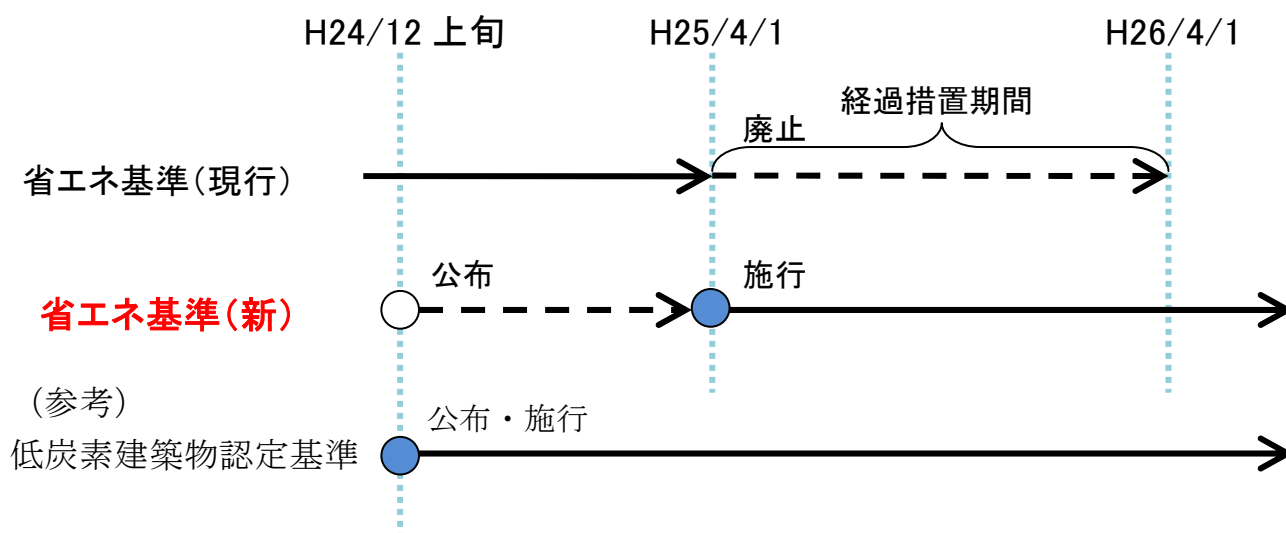 H24/12 上旬
H25/4/1
H26/4/1
経過措置期間
廃止
省エネ基準(現行)
公布
施行
省エネ基準(新)
(参考)
公布・施行
低炭素建築物認定基準